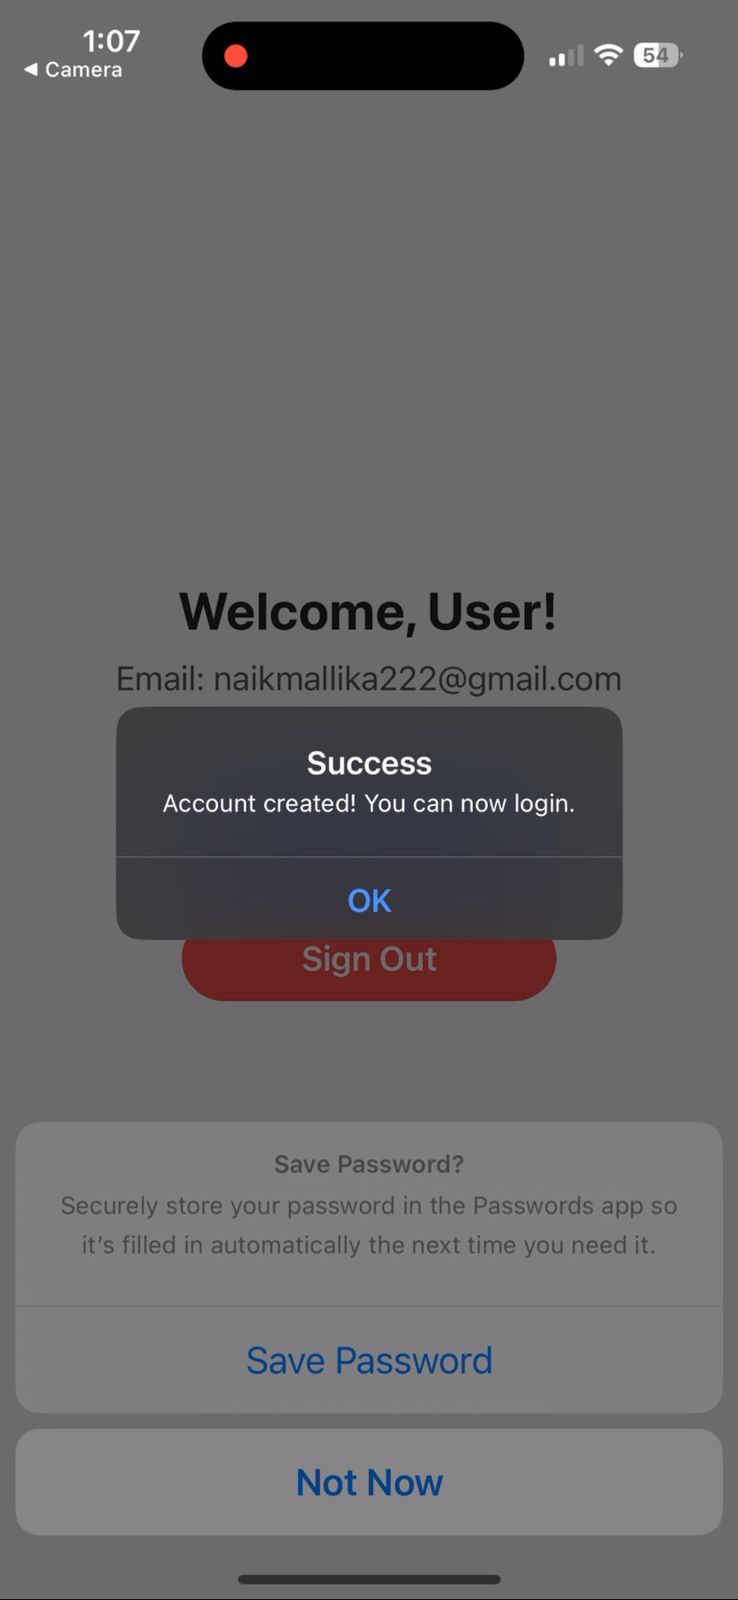 1:07
◀ Camera
54
Welcome, User!
Email: naikmallika222@gmail.com
Success
Account created! You can now login.
OK
Sign Out
Save Password?
Securely store your password in the Passwords app so
it’s filled in automatically the next time you need it.
Save Password
Not Now